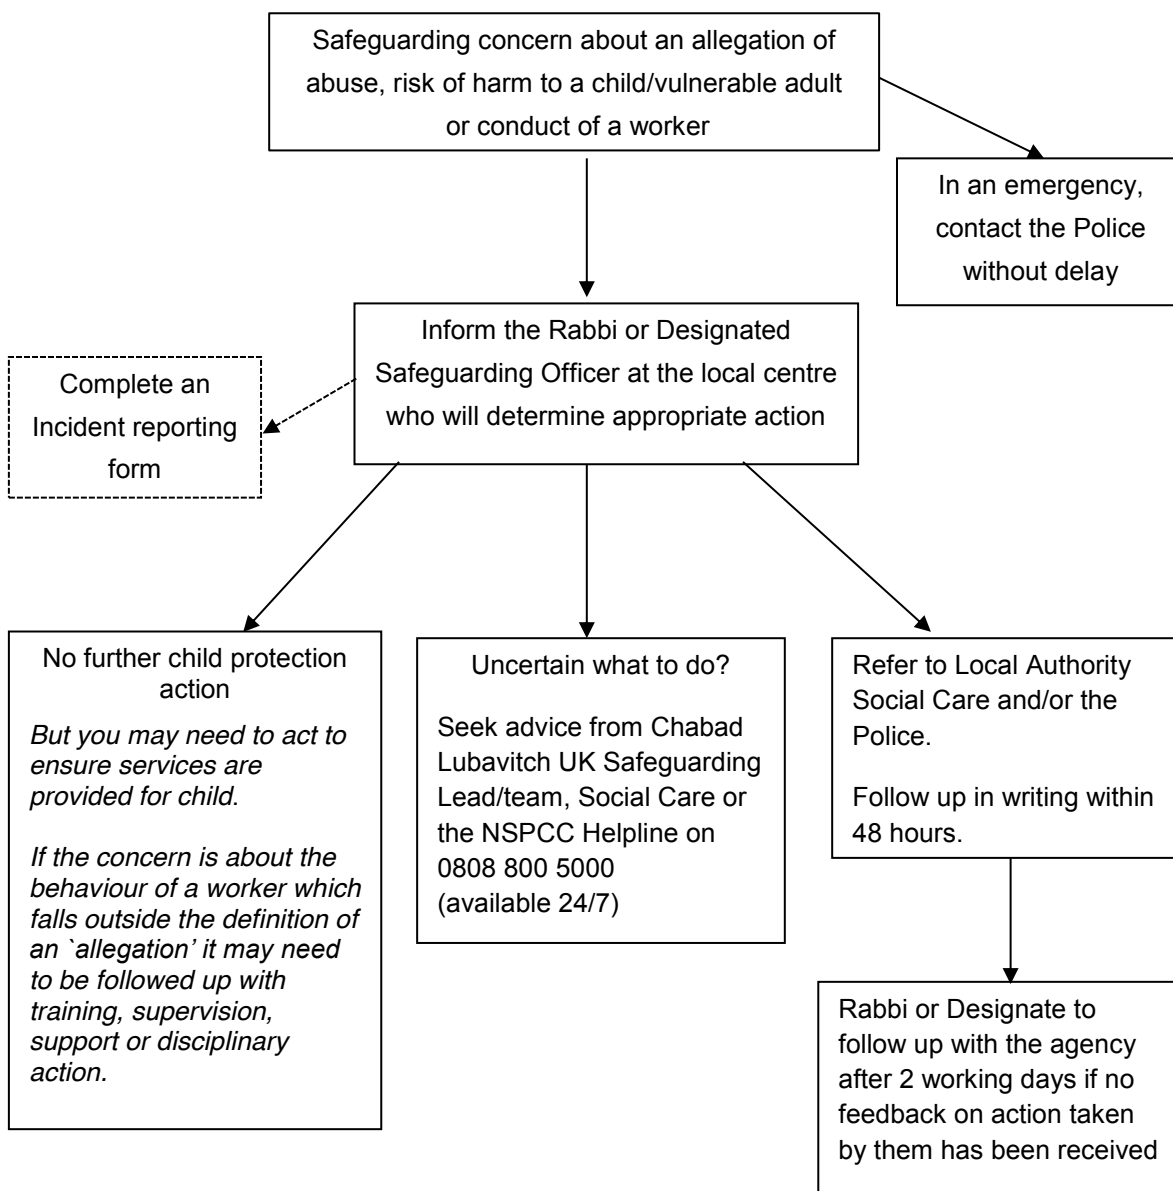 Safeguarding concern about an allegation of
abuse, risk of harm to a child/vulnerable adult
or conduct of a worker
In an emergency,
contact the Police
without delay
Inform the Rabbi or Designated
Safeguarding Officer at the local centre
who will determine appropriate action
Complete an
Incident reporting
form
No further child protection
action
But you may need to act to
ensure services are
provided for child.
If the concern is about the
behaviour of a worker which
falls outside the definition of
an `allegation’ it may need
to be followed up with
training, supervision,
support or disciplinary
action.
Uncertain what to do?
Seek advice from Chabad
Lubavitch UK Safeguarding
Lead/team, Social Care or
the NSPCC Helpline on
0808 800 5000
(available 24/7)
Refer to Local Authority
Social Care and/or the
Police.
Follow up in writing within
48 hours.
Rabbi or Designate to
follow up with the agency
after 2 working days if no
feedback on action taken
by them has been received